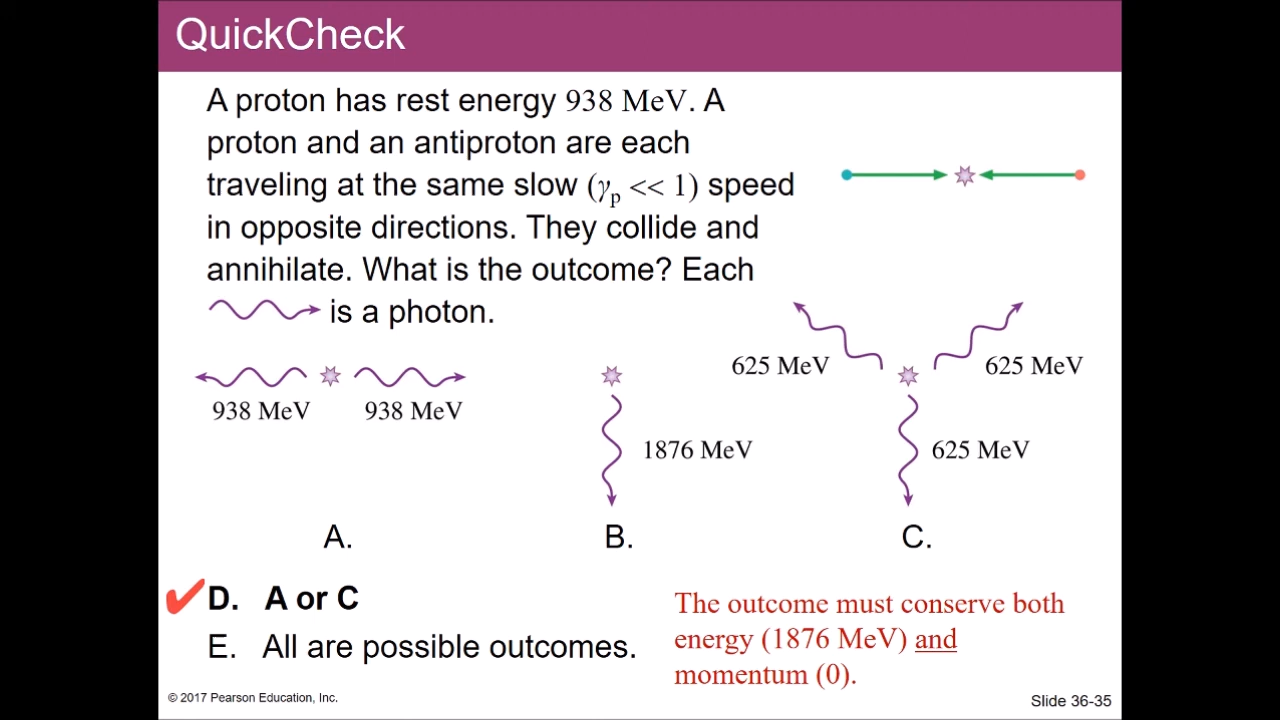 QuickCheck
A proton has rest energy 938 MeV. A
proton and an antiproton are each
traveling at the same slow (γp << 1) speed
in opposite directions. They collide and
annihilate. What is the outcome? Each
is a photon.
625 MeV
625 MeV
938 MeV
938 MeV
1876 MeV
625 MeV
A.
B.
C.
D. A or C
E. All are possible outcomes.
The outcome must conserve both
energy (1876 MeV) and
momentum (0).
© 2017 Pearson Education, Inc.
Slide 36-35